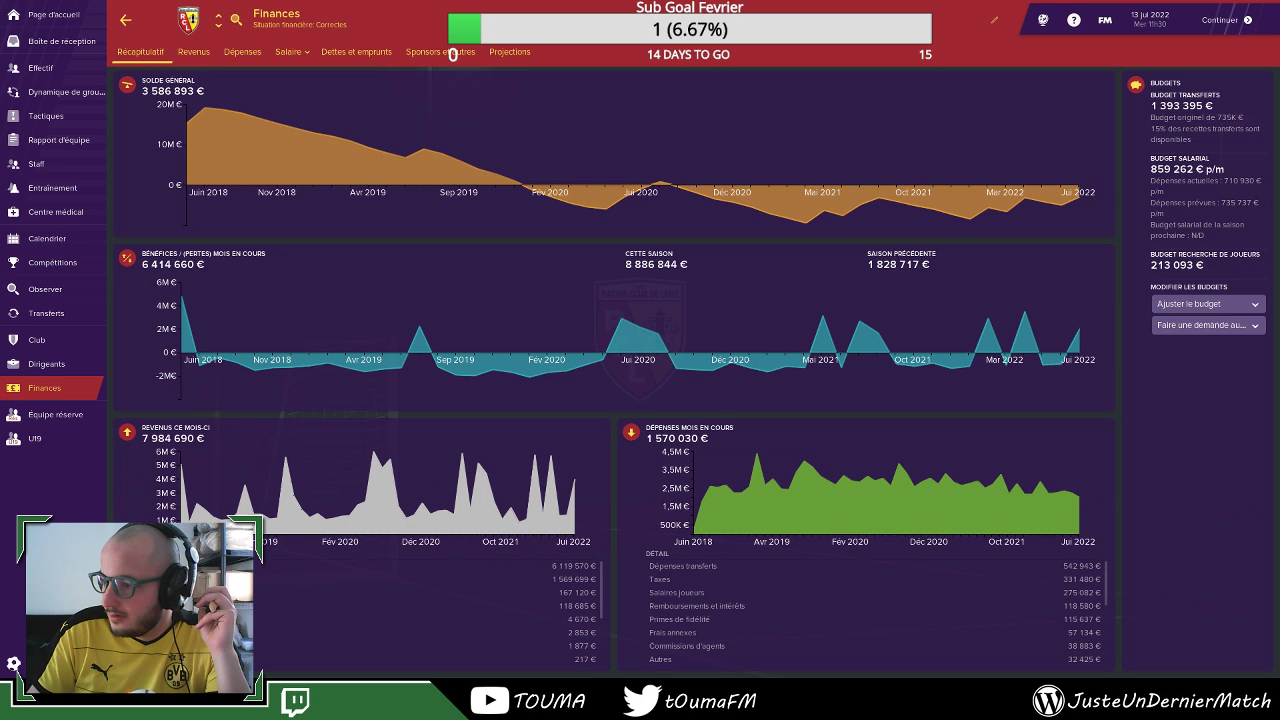 Page d'accueil
Boîte de réception
Effectif
Dynamique de grou...
Tactiques
Rapport d'équipe
Staff
Entraînement
Centre médical
Calendrier
Compétitions
Observer
Transferts
Club
Dirigeants
Finances
Équipe réserve
U19
Finances
Situation financière: Correctes
Sub Goal Fevrier
1 (6.67%)
0
14 DAYS TO GO
15
FM
13 jui 2022
Mer 11h30
Continuer
Récapitulatif
Revenus
Dépenses
Salaire
Dettes et emprunts
Sponsors et autres
Projections
SOLDE GÉNÉRAL
3 586 893 €
20M €
10M €
0 €
Juin 2018
Nov 2018
Avr 2019
Sep 2019
Fév 2020
Jui 2020
Déc 2020
Mai 2021
Oct 2021
Mar 2022
Jui 2022
BÉNÉFICES / (PERTES) MOIS EN COURS
6 414 660 €
CETTE SAISON
8 886 844 €
SAISON PRÉCÉDENTE
1 828 717 €
6M €
4M €
2M €
0 €
-2M€
Juin 2018
Nov 2018
Avr 2019
Sep 2019
Fév 2020
Jui 2020
Déc 2020
Mai 2021
Oct 2021
Mar 2022
Jui 2022
REVENUS CE MOIS-CI
7 984 690 €
6M €
5M €
4M €
3M €
2M €
1M €
2019
Fév 2020
Déc 2020
Oct 2021
Jui 2022
6 119 570 €
1 569 699 €
167 120 €
118 685 €
4 670 €
2 853 €
1 877 €
217 €
DÉPENSES MOIS EN COURS
1 570 030 €
4,5M €
3,5M €
2,5M €
1,5M €
500K €
Juin 2018
Avr 2019
Fév 2020
Déc 2020
Oct 2021
Jui 2022
DÉTAIL
Dépenses transferts 542 943 €
Taxes 331 480 €
Salaires joueurs 275 082 €
Remboursements et intérêts 118 580 €
Primes de fidélité 115 637 €
Frais annexes 57 134 €
Commissions d'agents 38 883 €
Autres 32 425 €
BUDGETS
BUDGET TRANSFERTS
1 393 395 €
Budget originel de 735K €
15% des recettes transferts sont
disponibles
BUDGET SALARIAL
859 262 € p/m
Dépenses actuelles : 710 930 €
p/m
Dépenses prévues : 735 737 €
p/m
Budget salarial de la saison
prochaine : N/D
BUDGET RECHERCHE DE JOUEURS
213 093 €
MODIFIER LES BUDGETS
Ajuster le budget
Faire une demande au...
BVB
09
TOUMA
tOumaFM
JusteUnDernierMatch